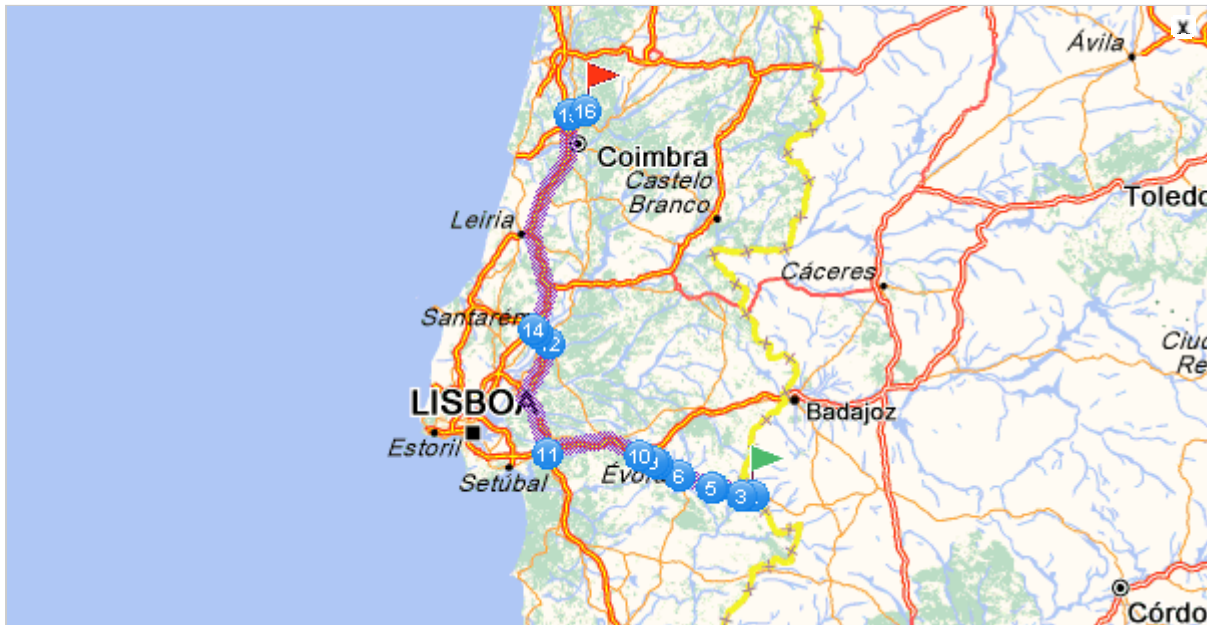 x
Ávila
16
Coimbra
Castelo
Branco
Toledo
Leiria
Cáceres
Santarém
14
12
LISBOA
Badajoz
Estoril
11
10
Setúbal
6
5
3
Córdo